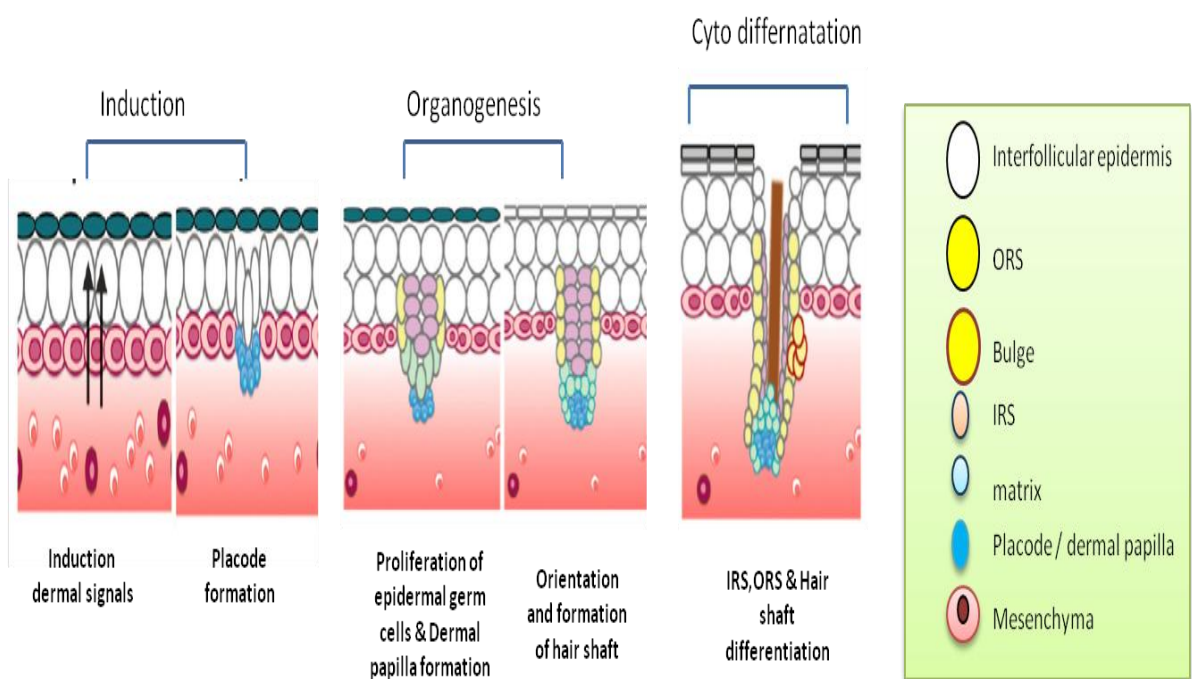 Cyto differnatation
Induction
Organogenesis
Interfollicular epidermis
ORS
Bulge
IRS
matrix
Placode / dermal papilla
Mesenchyma
Induction
dermal signals
Placode
formation
Proliferation of
epidermal germ
cells & Dermal
papilla formation
Orientation
and formation
of hair shaft
IRS,ORS & Hair
shaft
differentiation